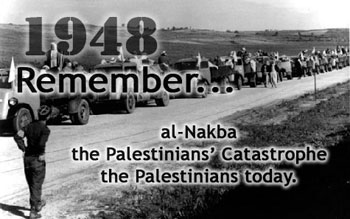 1948
Remember...
al-Nakba
the Palestinians' Catastrophe
the Palestinians today.